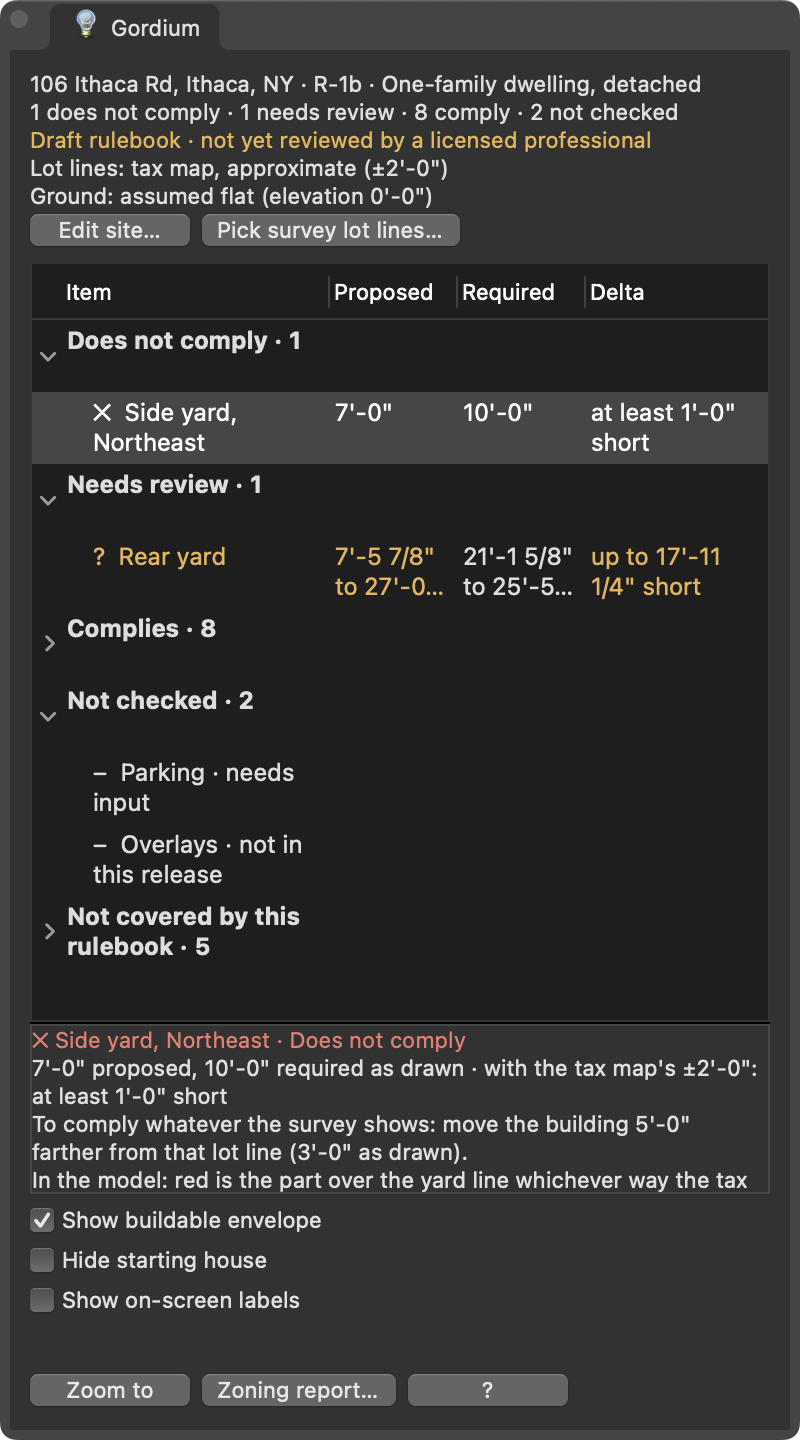 Gordium
106 Ithaca Rd, Ithaca, NY · R-1b · One-family dwelling, detached
1 does not comply · 1 needs review · 8 comply · 2 not checked
Draft rulebook · not yet reviewed by a licensed professional
Lot lines: tax map, approximate (±2'-0")
Ground: assumed flat (elevation 0'-0")
Edit site... Pick survey lot lines...
Item Proposed Required Delta
Does not comply · 1
✕ Side yard, 7'-0" 10'-0" at least 1'-0"
Northeast short
Needs review · 1
? Rear yard 7'-5 7/8" 21'-1 5/8" up to 17'-11
to 27'-0... to 25'-5... 1/4" short
Complies · 8
Not checked · 2
– Parking · needs
input
– Overlays · not in
this release
Not covered by this
rulebook · 5
✕ Side yard, Northeast · Does not comply
7'-0" proposed, 10'-0" required as drawn · with the tax map's ±2'-0":
at least 1'-0" short
To comply whatever the survey shows: move the building 5'-0"
farther from that lot line (3'-0" as drawn).
In the model: red is the part over the yard line whichever way the tax
Show buildable envelope
Hide starting house
Show on-screen labels
Zoom to Zoning report... ?